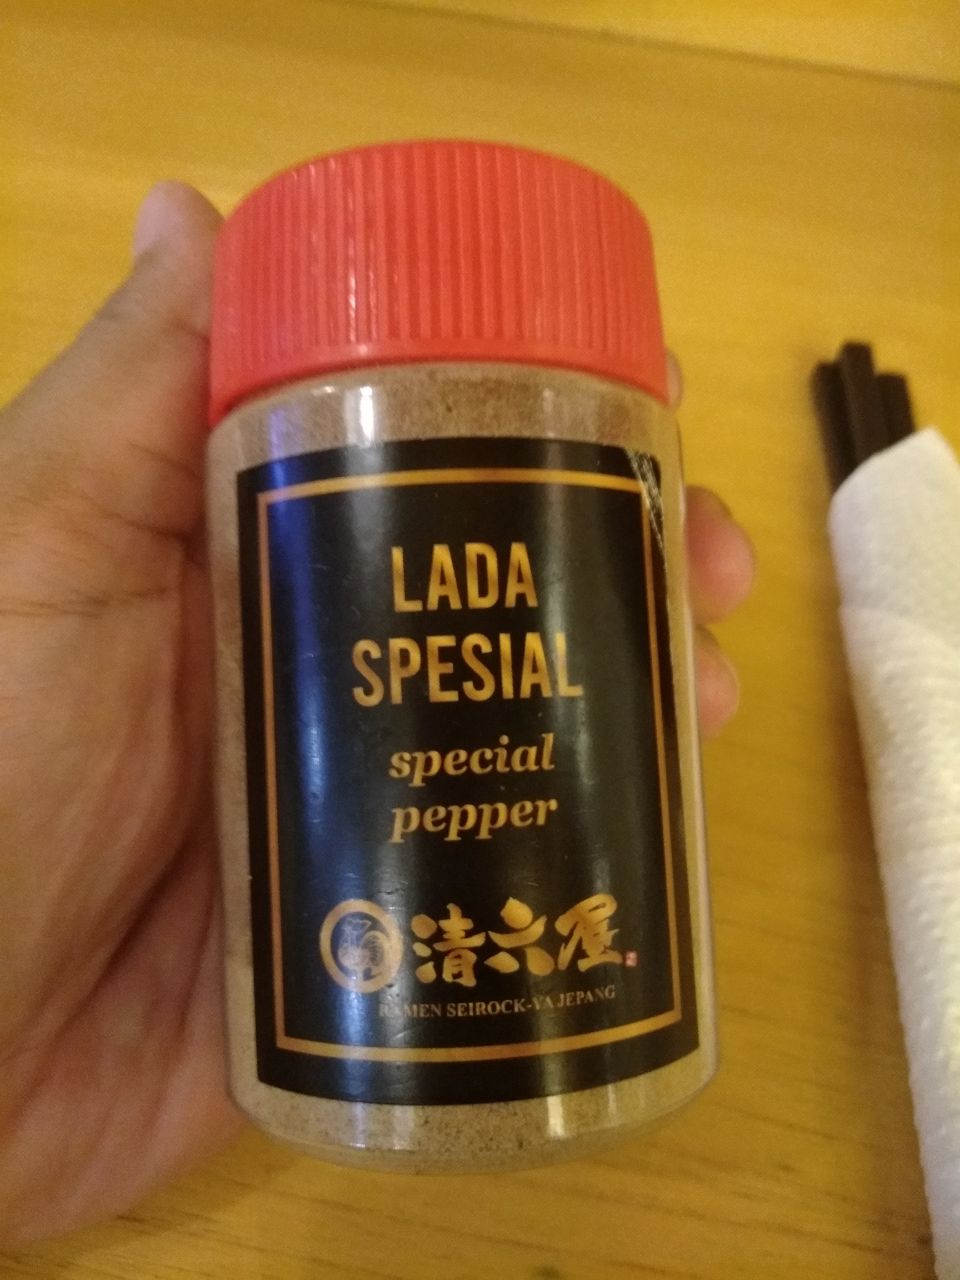 LADA
SPESIAL
special
pepper
清六屋
RAMEN SEIROCK-YA JEPANG